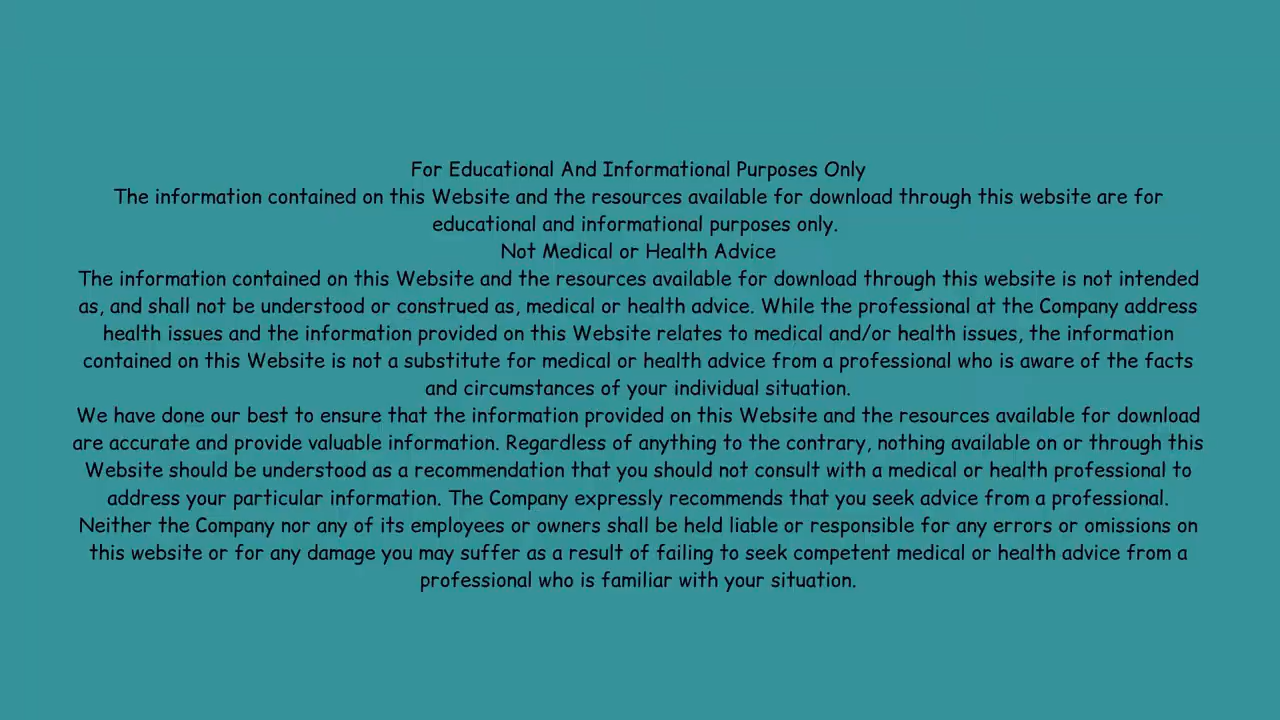 For Educational And Informational Purposes Only
The information contained on this Website and the resources available for download through this website are for
educational and informational purposes only.
Not Medical or Health Advice
The information contained on this Website and the resources available for download through this website is not intended
as, and shall not be understood or construed as, medical or health advice. While the professional at the Company address
health issues and the information provided on this Website relates to medical and/or health issues, the information
contained on this Website is not a substitute for medical or health advice from a professional who is aware of the facts
and circumstances of your individual situation.
We have done our best to ensure that the information provided on this Website and the resources available for download
are accurate and provide valuable information. Regardless of anything to the contrary, nothing available on or through this
Website should be understood as a recommendation that you should not consult with a medical or health professional to
address your particular information. The Company expressly recommends that you seek advice from a professional.
Neither the Company nor any of its employees or owners shall be held liable or responsible for any errors or omissions on
this website or for any damage you may suffer as a result of failing to seek competent medical or health advice from a
professional who is familiar with your situation.